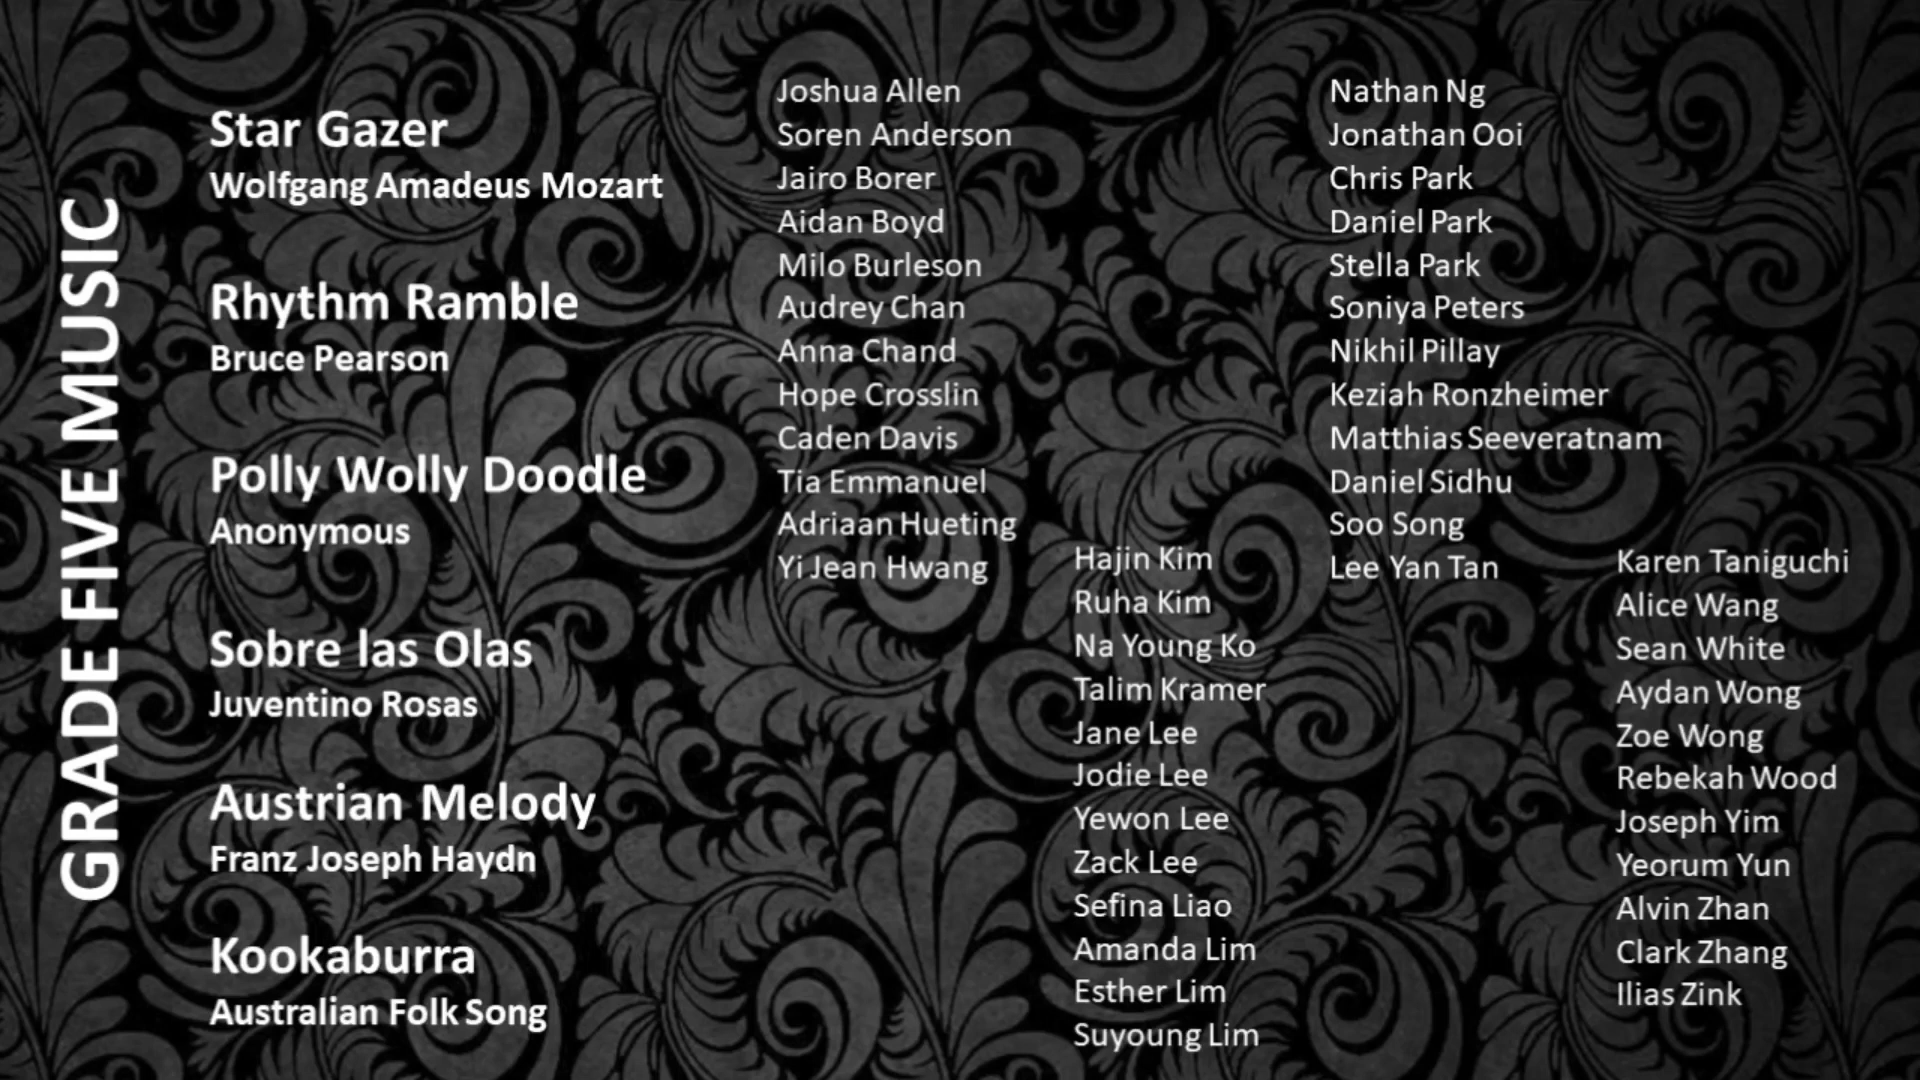 GRADE FIVE MUSIC
Star Gazer
Wolfgang Amadeus Mozart
Rhythm Ramble
Bruce Pearson
Polly Wolly Doodle
Anonymous
Sobre las Olas
Juventino Rosas
Austrian Melody
Franz Joseph Haydn
Kookaburra
Australian Folk Song
Joshua Allen
Soren Anderson
Jairo Borer
Aidan Boyd
Milo Burleson
Audrey Chan
Anna Chand
Hope Crosslin
Caden Davis
Tia Emmanuel
Adriaan Hueting
Yi Jean Hwang
Hajin Kim
Ruha Kim
Na Young Ko
Talim Kramer
Jane Lee
Jodie Lee
Yewon Lee
Zack Lee
Sefina Liao
Amanda Lim
Esther Lim
Suyoung Lim
Nathan Ng
Jonathan Ooi
Chris Park
Daniel Park
Stella Park
Soniya Peters
Nikhil Pillay
Keziah Ronzheimer
Matthias Seeveratnam
Daniel Sidhu
Soo Song
Lee Yan Tan
Karen Taniguchi
Alice Wang
Sean White
Aydan Wong
Zoe Wong
Rebekah Wood
Joseph Yim
Yeorum Yun
Alvin Zhan
Clark Zhang
Ilias Zink